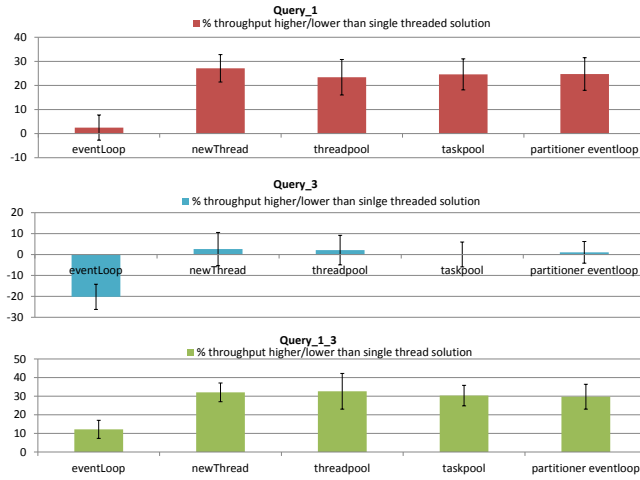 Query_1
% throughput higher/lower than single threaded solution
40
30
20
10
0
-10
eventLoop newThread threadpool taskpool partitioner eventloop
Query_3
% throughput higher/lower than sinlge threaded solution
20
10
0
-10
-20
-30
eventLoop newThread threadpool taskpool partitioner eventloop
Query_1_3
% throughput higher/lower than single thread solution
50
40
30
20
10
0
eventLoop newThread threadpool taskpool partitioner eventloop